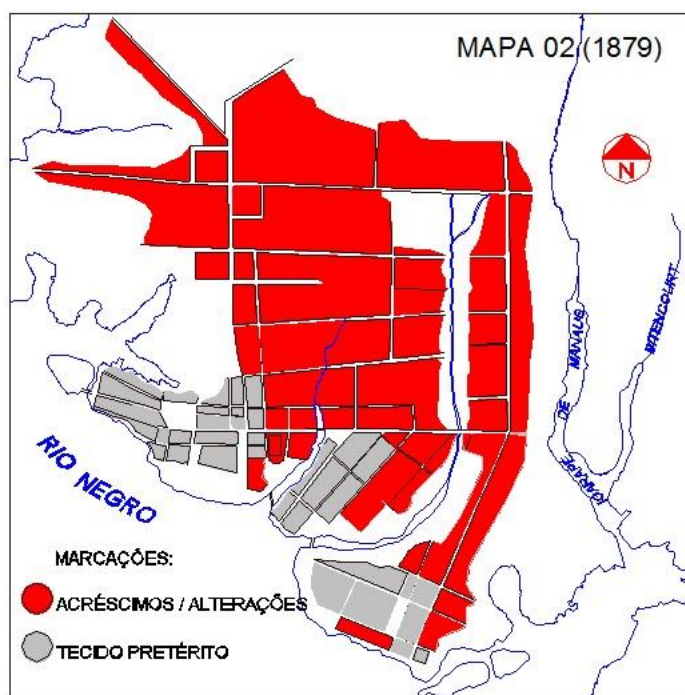 MAPA 02 (1879)
N
IGARAPÉ DE MANAUS
BITENCOURT
RIO NEGRO
MARCAÇÕES:
ACRÉSCIMOS / ALTERAÇÕES
TECIDO PRETÉRITO